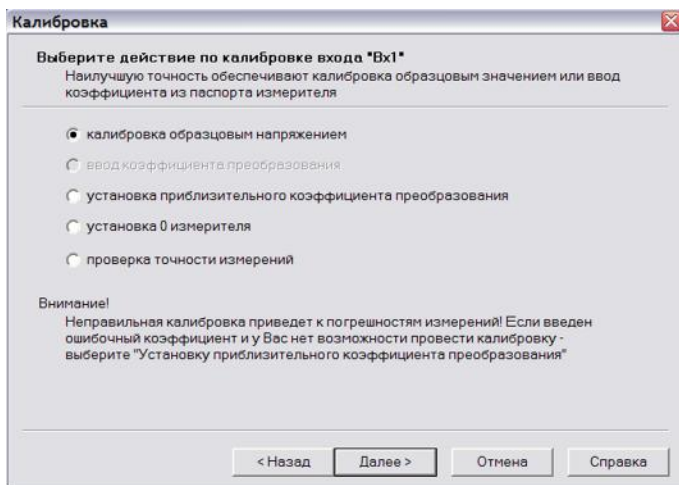 Калибровка
Выберите действие по калибровке входа "Вх1"
Наилучшую точность обеспечивают калибровка образцовым значением или ввод
коэффициента из паспорта измерителя
калибровка образцовым напряжением
ввод коэффициента преобразования
установка приблизительного коэффициента преобразования
установка 0 измерителя
проверка точности измерений
Внимание!
Неправильная калибровка приведет к погрешностям измерений! Если введен
ошибочный коэффициент и у Вас нет возможности провести калибровку -
выберите "Установку приблизительного коэффициента преобразования"
< Назад
Далее >
Отмена
Справка